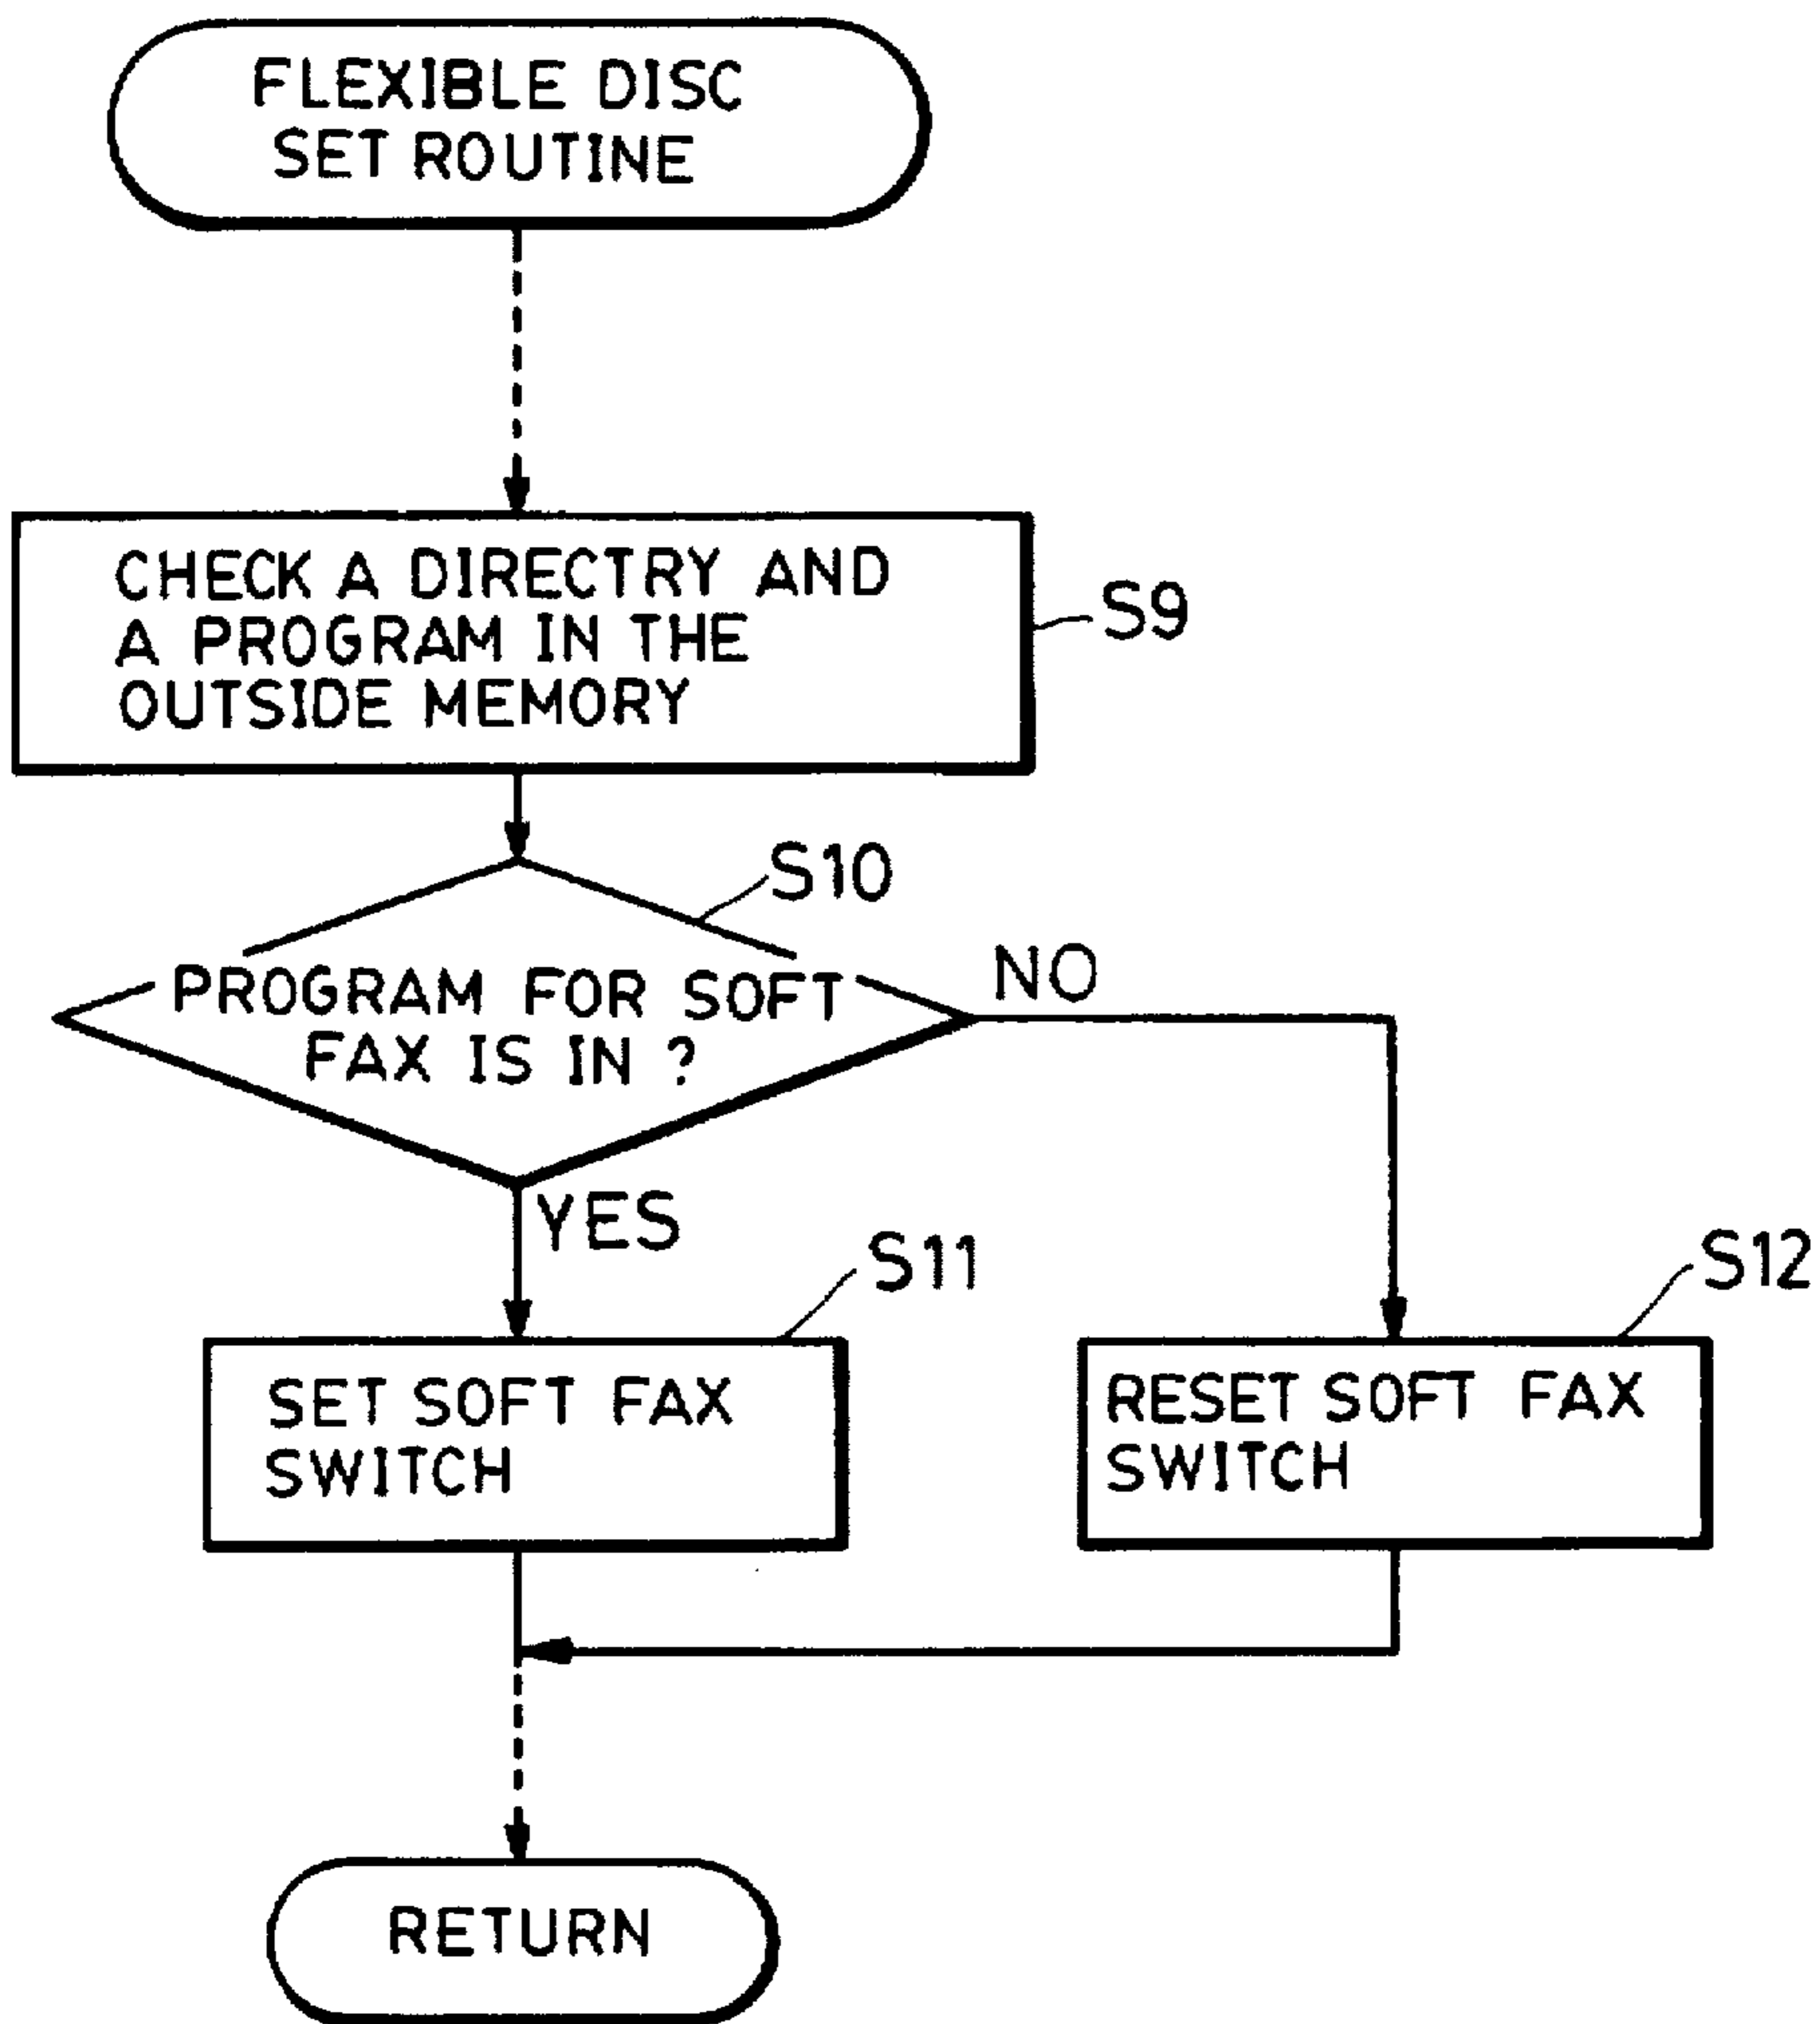 FLEXIBLE DISC
SET ROUTINE
CHECK A DIRECTRY AND
A PROGRAM IN THE
OUTSIDE MEMORY
S9
S10
PROGRAM FOR SOFT
FAX IS IN ?
NO
YES
S11
SET SOFT FAX
SWITCH
S12
RESET SOFT FAX
SWITCH
RETURN